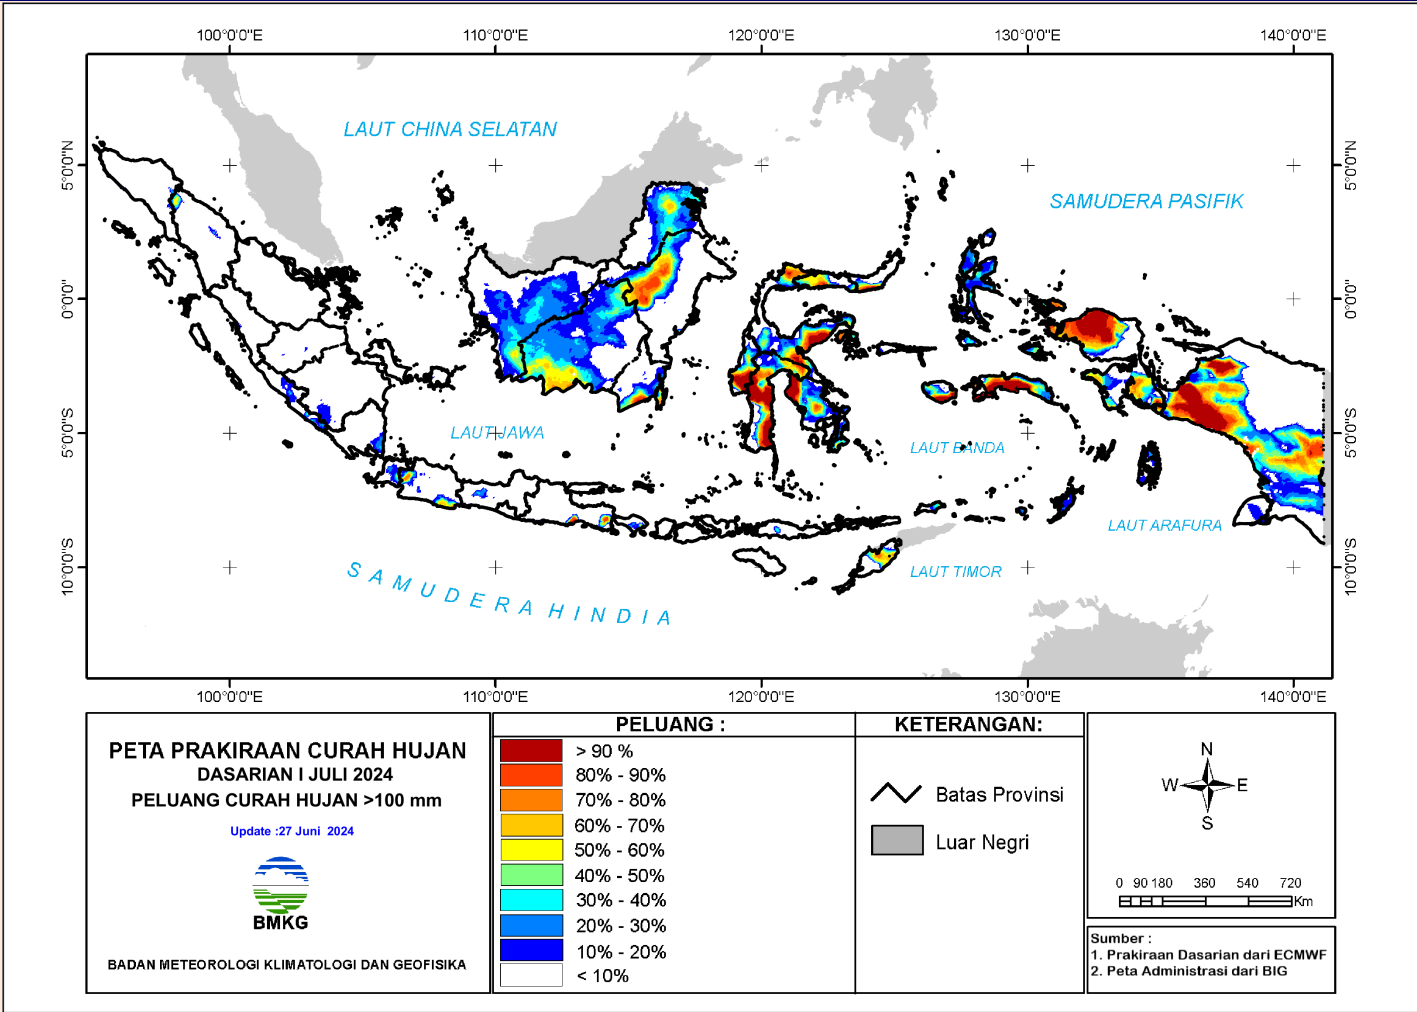 100°0'0"E 110°0'0"E 120°0'0"E 130°0'0"E 140°0'0"E
LAUT CHINA SELATAN
5°0'0"N 5°0'0"N
SAMUDERA PASIFIK
0°0'0" 0°0'0"
5°0'0"S LAUT JAWA LAUT BANDA 5°0'0"S
LAUT ARAFURA
10°0'0"S SAMUDERA HINDIA LAUT TIMOR 10°0'0"S
100°0'0"E 110°0'0"E 120°0'0"E 130°0'0"E 140°0'0"E
PETA PRAKIRAAN CURAH HUJAN
DASARIAN I JULI 2024
PELUANG CURAH HUJAN >100 mm
Update :27 Juni 2024
BMKG
BADAN METEOROLOGI KLIMATOLOGI DAN GEOFISIKA
PELUANG :
> 90 %
80% - 90%
70% - 80%
60% - 70%
50% - 60%
40% - 50%
30% - 40%
20% - 30%
10% - 20%
< 10%
KETERANGAN:
Batas Provinsi
Luar Negri
N
W E
S
0 90 180 360 540 720
Km
Sumber :
1. Prakiraan Dasarian dari ECMWF
2. Peta Administrasi dari BIG